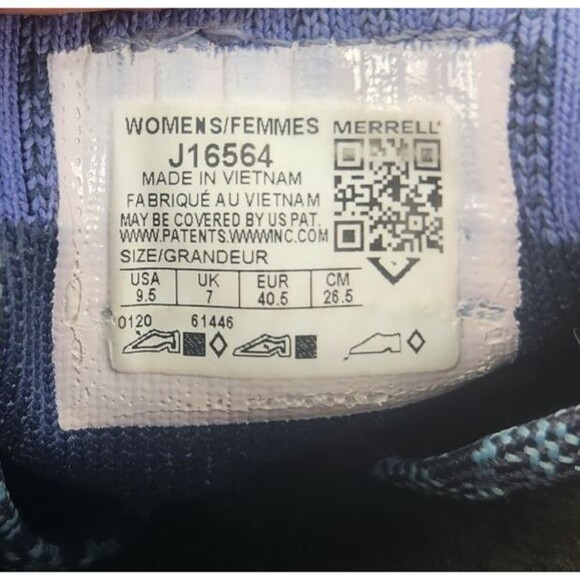 WOMENS/FEMMES MERRELL
J16564
MADE IN VIETNAM
FABRIQUÉ AU VIETNAM
MAY BE COVERED BY US PAT.
WWW.PATENTS.WWWINC.COM
SIZE/GRANDEUR
USA UK EUR CM
9.5 7 40.5 26.5
0120 61446